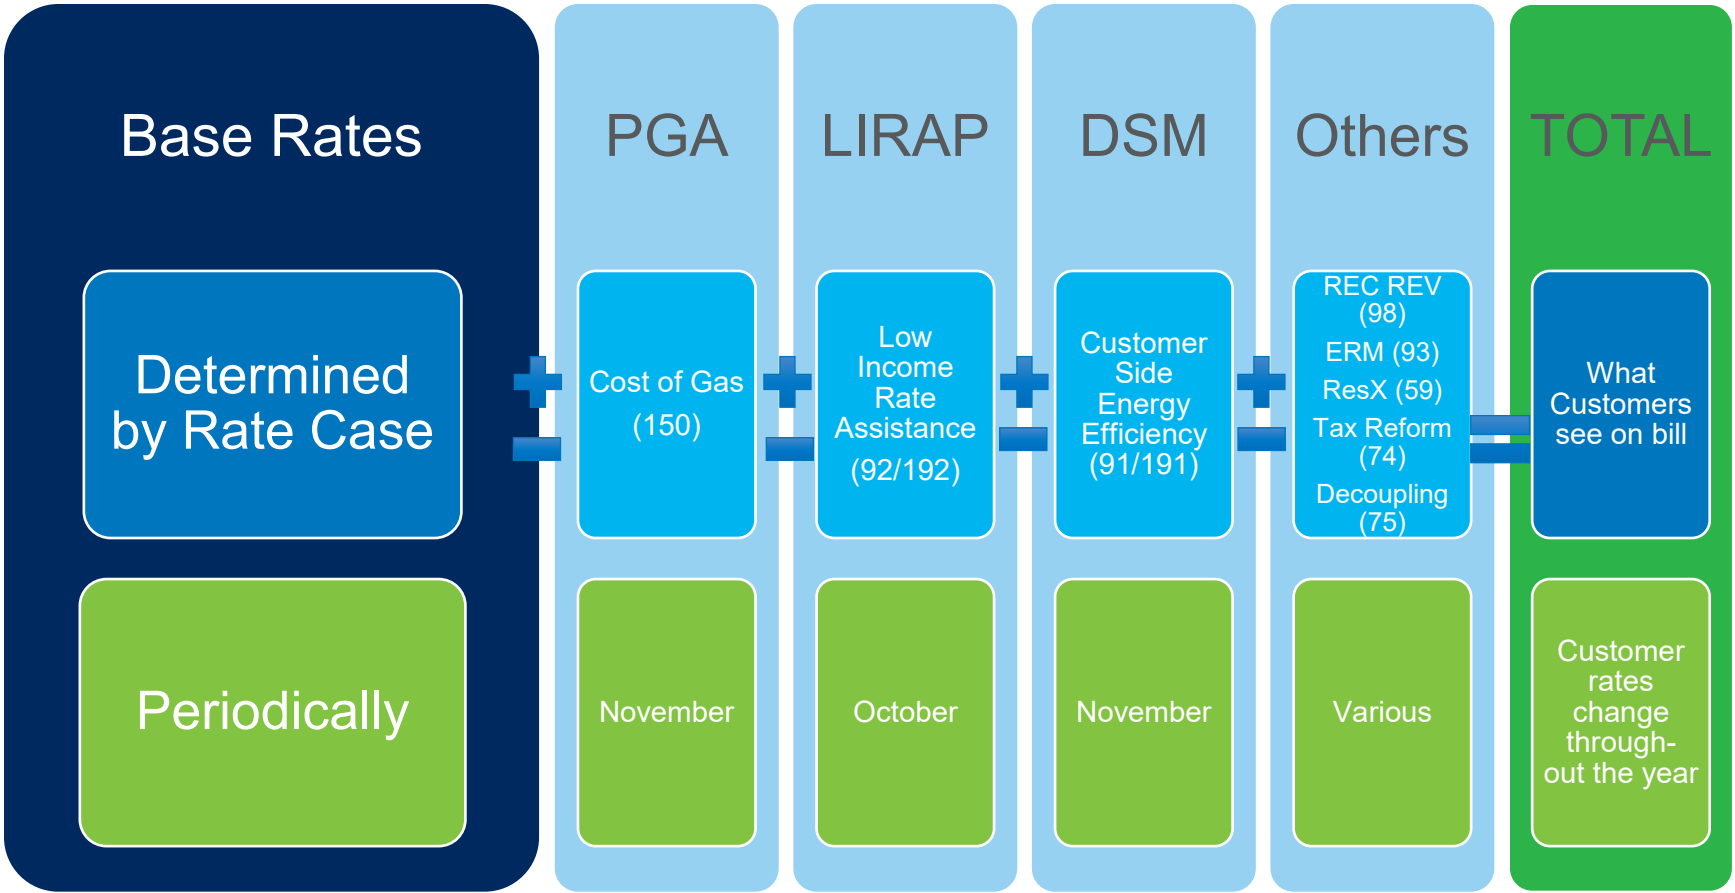 Base Rates
PGA
LIRAP
DSM
Others
TOTAL
Determined
by Rate Case
Cost of Gas
(150)
Low
Income
Rate
Assistance
(92/192)
Customer
Side
Energy
Efficiency
(91/191)
REC REV
(98)
ERM (93)
ResX (59)
Tax Reform
(74)
Decoupling
(75)
What
Customers
see on bill
Periodically
November
October
November
Various
Customer
rates
change
through-
out the year